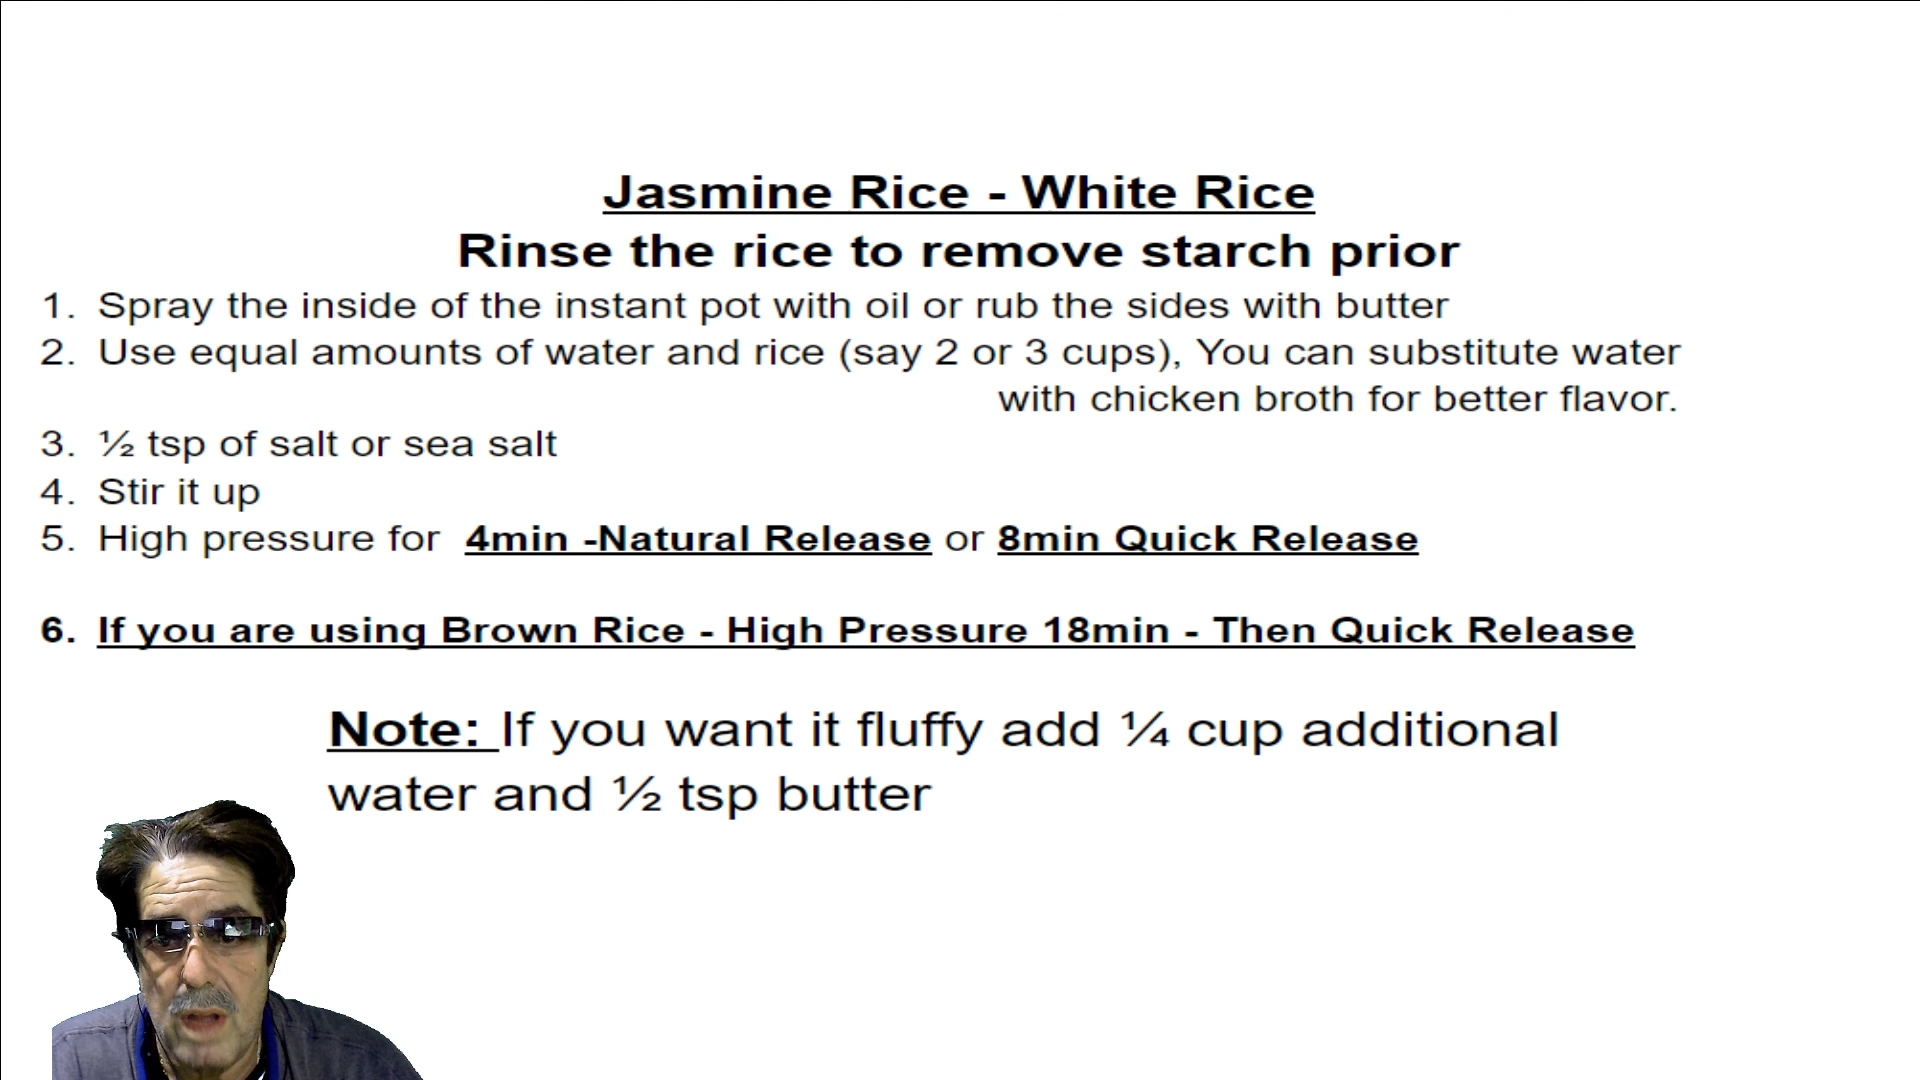 Jasmine Rice - White Rice
Rinse the rice to remove starch prior
1. Spray the inside of the instant pot with oil or rub the sides with butter
2. Use equal amounts of water and rice (say 2 or 3 cups), You can substitute water
with chicken broth for better flavor.
3. ½ tsp of salt or sea salt
4. Stir it up
5. High pressure for 4min -Natural Release or 8min Quick Release
6. If you are using Brown Rice - High Pressure 18min - Then Quick Release
Note: If you want it fluffy add ¼ cup additional
water and ½ tsp butter